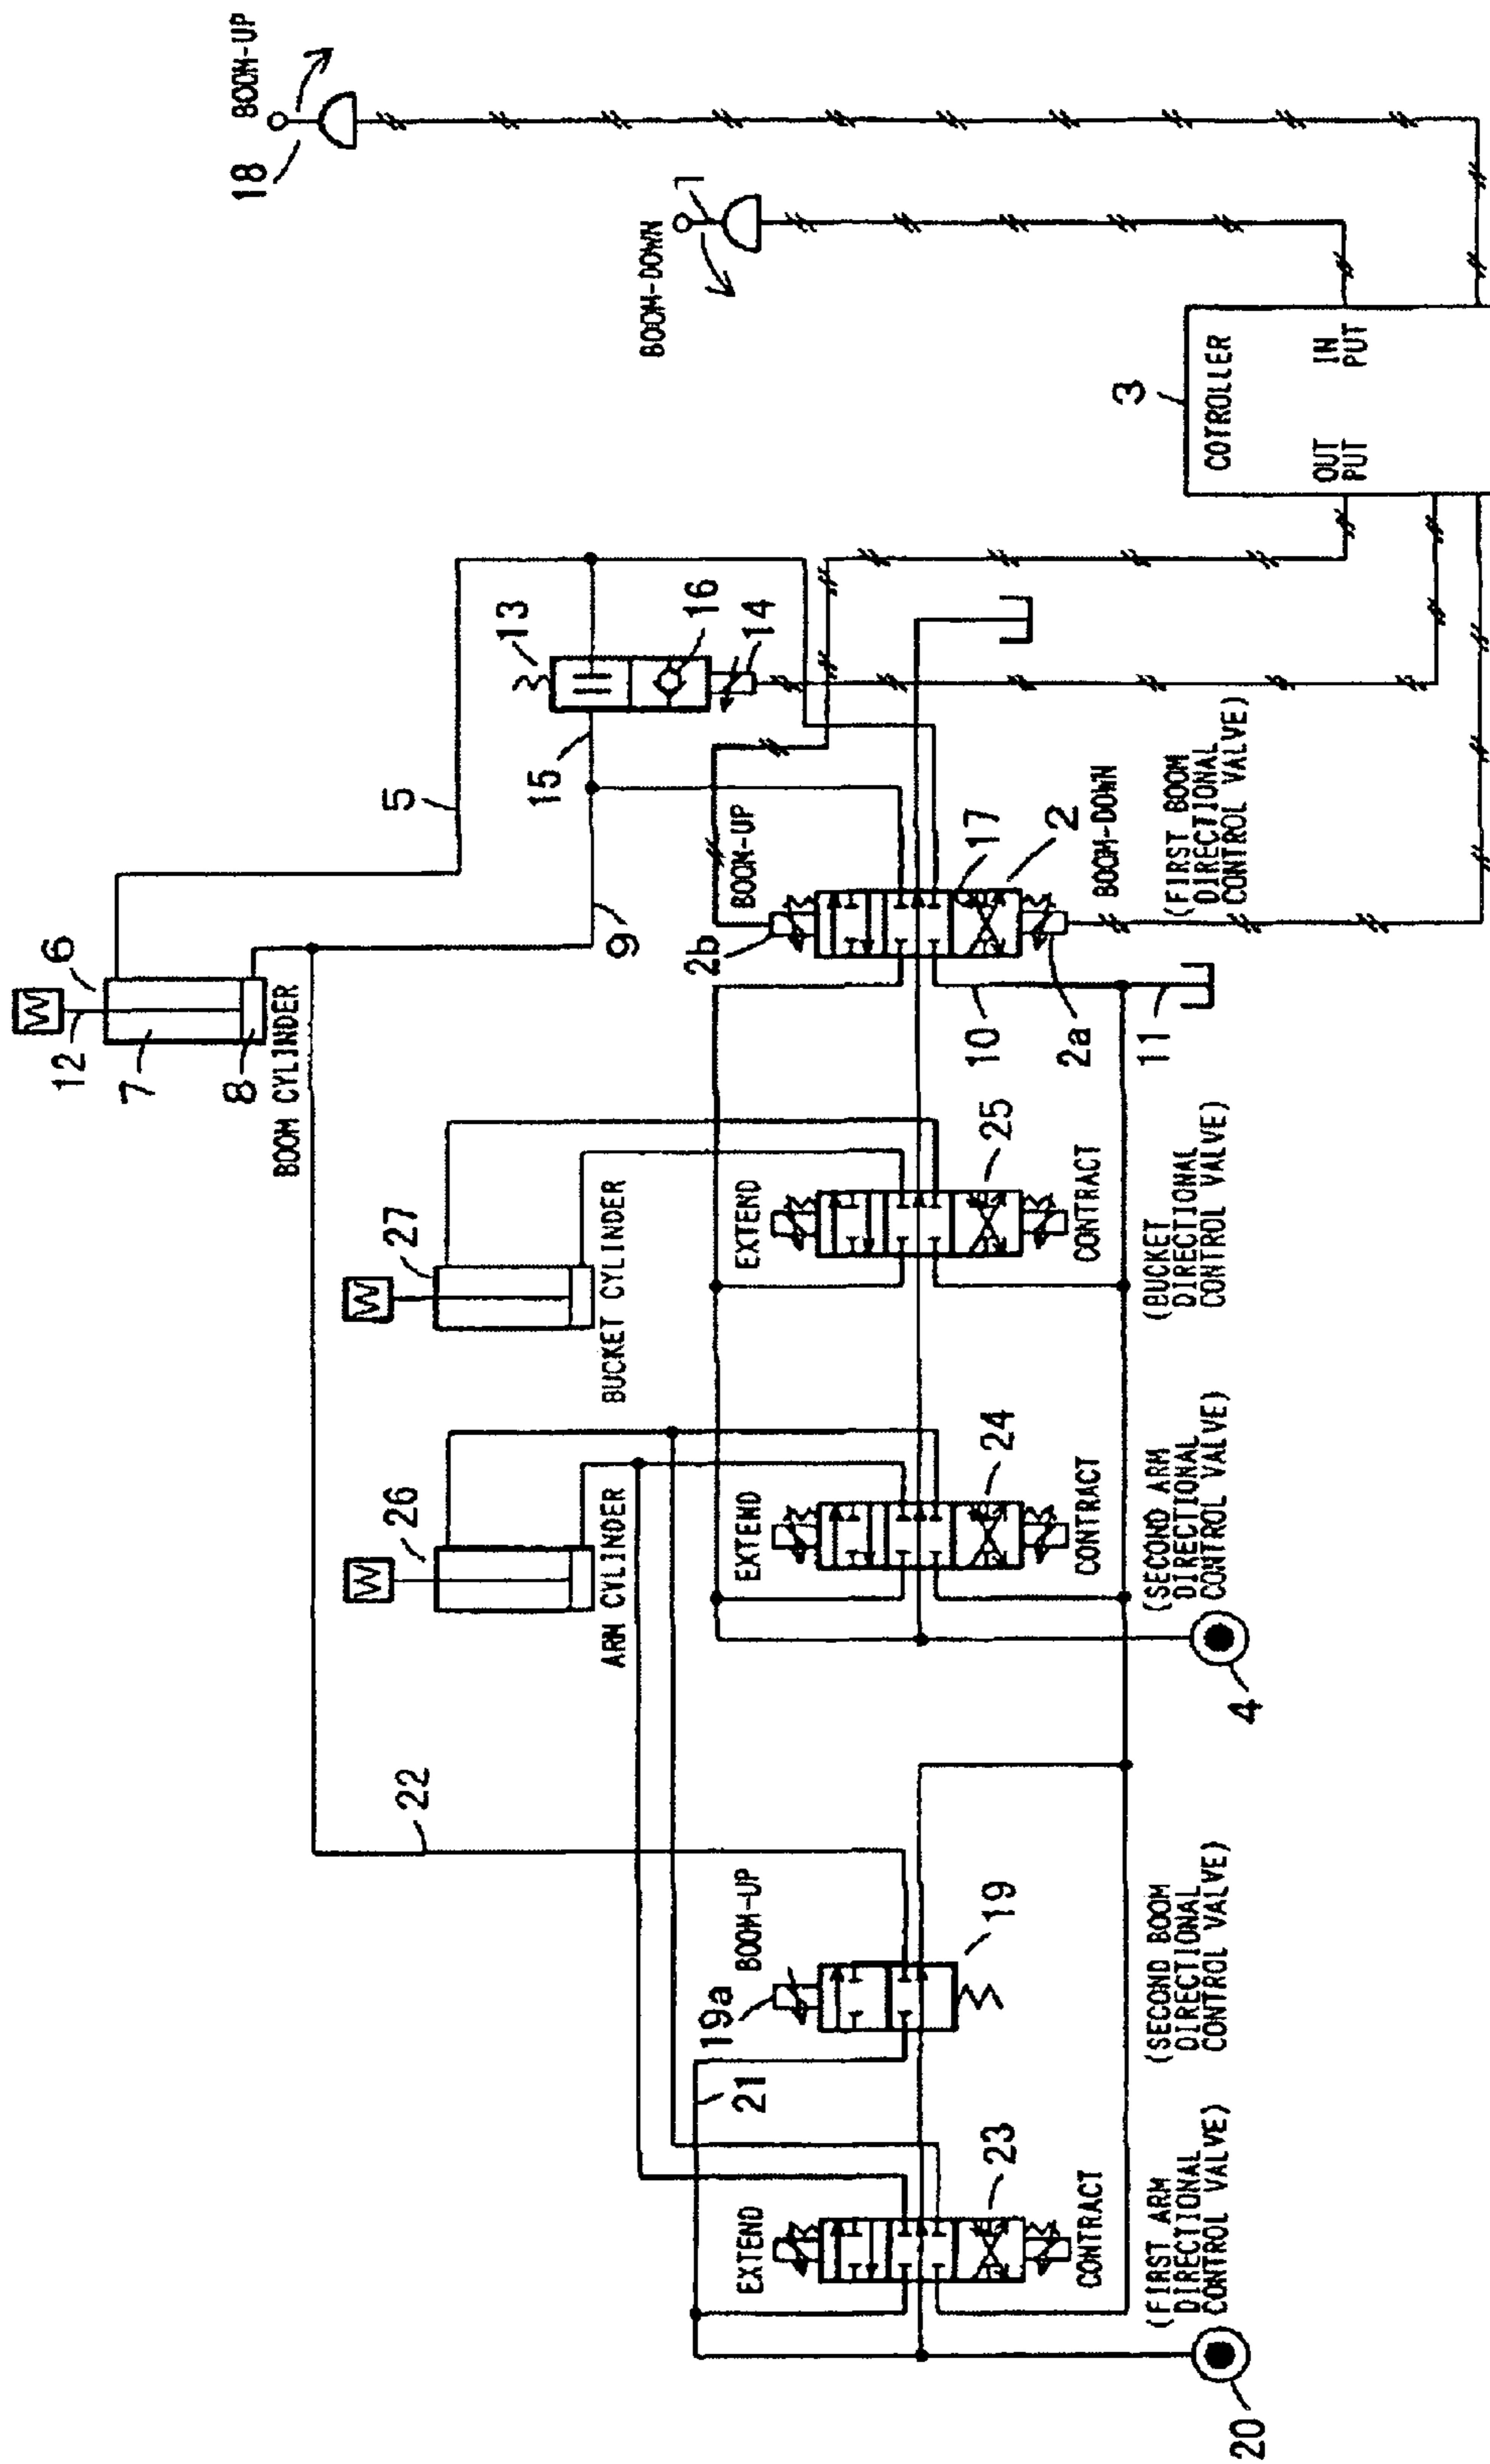 18
BOOM-UP
1
BOOM-DOWN
3
COTROLLER
OUT
PUT
IN
PUT
W
12
6
7
8
BOOM CYLINDER
5
9
15
13
16
14
2b
BOOM-UP
17
2
BOOM-DOWN
2a
10
11
(FIRST BOOM
DIRECTIONAL
CONTROL VALVE)
W
27
BUCKET CYLINDER
EXTEND
25
CONTRACT
(BUCKET
DIRECTIONAL
CONTROL VALVE)
W
26
ARM CYLINDER
EXTEND
24
CONTRACT
(SECOND ARM
DIRECTIONAL
CONTROL VALVE)
4
22
19a
BOOM-UP
19
(SECOND BOOM
DIRECTIONAL
CONTROL VALVE)
21
EXTEND
23
CONTRACT
(FIRST ARM
DIRECTIONAL
CONTROL VALVE)
20